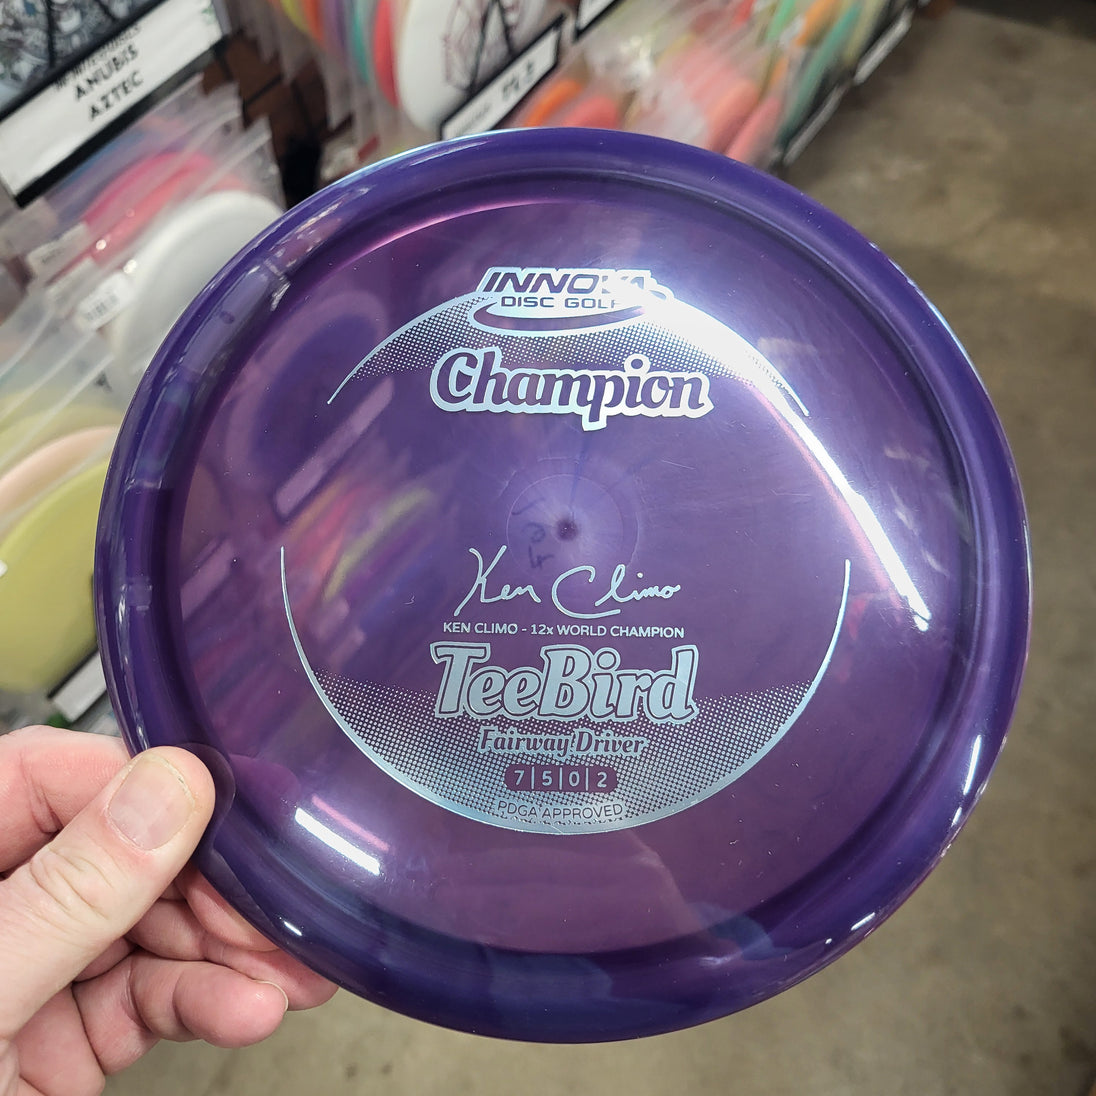 ANUBIS
AZTEC
INNOVA
DISC GOLF
Champion
Ken Climo
KEN CLIMO - 12x WORLD CHAMPION
TeeBird
Fairway Driver
7|5|0|2
PDGA APPROVED